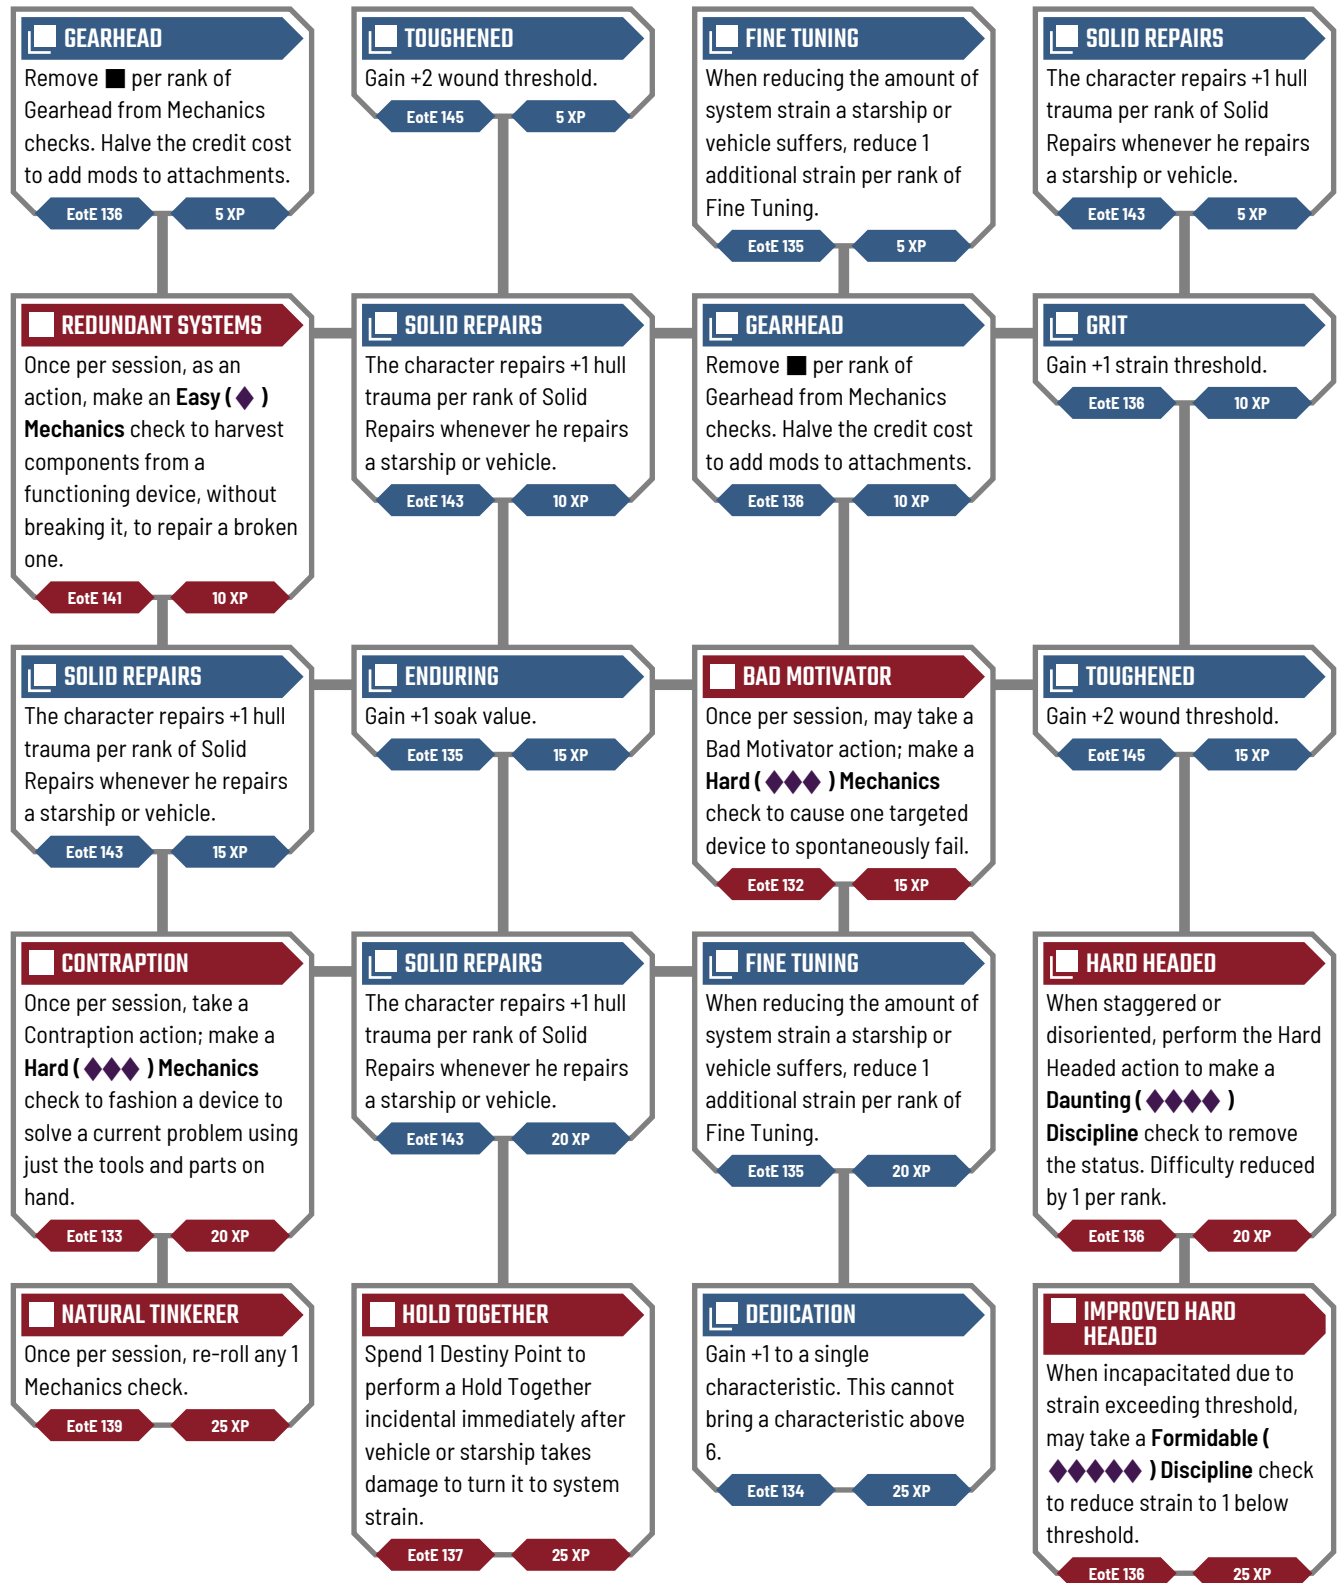 GEARHEAD
Remove ■ per rank of
Gearhead from Mechanics
checks. Halve the credit cost
to add mods to attachments.
EotE 136
5 XP
TOUGHENED
Gain +2 wound threshold.
EotE 145
5 XP
FINE TUNING
When reducing the amount of
system strain a starship or
vehicle suffers, reduce 1
additional strain per rank of
Fine Tuning.
EotE 135
5 XP
SOLID REPAIRS
The character repairs +1 hull
trauma per rank of Solid
Repairs whenever he repairs
a starship or vehicle.
EotE 143
5 XP
REDUNDANT SYSTEMS
Once per session, as an
action, make an Easy (♦ )
Mechanics check to harvest
components from a
functioning device, without
breaking it, to repair a broken
one.
EotE 141
10 XP
SOLID REPAIRS
The character repairs +1 hull
trauma per rank of Solid
Repairs whenever he repairs
a starship or vehicle.
EotE 143
10 XP
GEARHEAD
Remove ■ per rank of
Gearhead from Mechanics
checks. Halve the credit cost
to add mods to attachments.
EotE 136
10 XP
GRIT
Gain +1 strain threshold.
EotE 136
10 XP
SOLID REPAIRS
The character repairs +1 hull
trauma per rank of Solid
Repairs whenever he repairs
a starship or vehicle.
EotE 143
15 XP
ENDURING
Gain +1 soak value.
EotE 135
15 XP
BAD MOTIVATOR
Once per session, may take a
Bad Motivator action; make a
Hard ( ♦♦♦ ) Mechanics
check to cause one targeted
device to spontaneously fail.
EotE 132
15 XP
TOUGHENED
Gain +2 wound threshold.
EotE 145
15 XP
CONTRAPTION
Once per session, take a
Contraption action; make a
Hard ( ♦♦♦ ) Mechanics
check to fashion a device to
solve a current problem using
just the tools and parts on
hand.
EotE 133
20 XP
SOLID REPAIRS
The character repairs +1 hull
trauma per rank of Solid
Repairs whenever he repairs
a starship or vehicle.
EotE 143
20 XP
FINE TUNING
When reducing the amount of
system strain a starship or
vehicle suffers, reduce 1
additional strain per rank of
Fine Tuning.
EotE 135
20 XP
HARD HEADED
When staggered or
disoriented, perform the Hard
Headed action to make a
Daunting ( ♦♦♦♦ )
Discipline check to remove
the status. Difficulty reduced
by 1 per rank.
EotE 136
20 XP
NATURAL TINKERER
Once per session, re-roll any 1
Mechanics check.
EotE 139
25 XP
HOLD TOGETHER
Spend 1 Destiny Point to
perform a Hold Together
incidental immediately after
vehicle or starship takes
damage to turn it to system
strain.
EotE 137
25 XP
DEDICATION
Gain +1 to a single
characteristic. This cannot
bring a characteristic above
6.
EotE 134
25 XP
IMPROVED HARD
HEADED
When incapacitated due to
strain exceeding threshold,
may take a Formidable (
♦♦♦♦♦ ) Discipline check
to reduce strain to 1 below
threshold.
EotE 136
25 XP